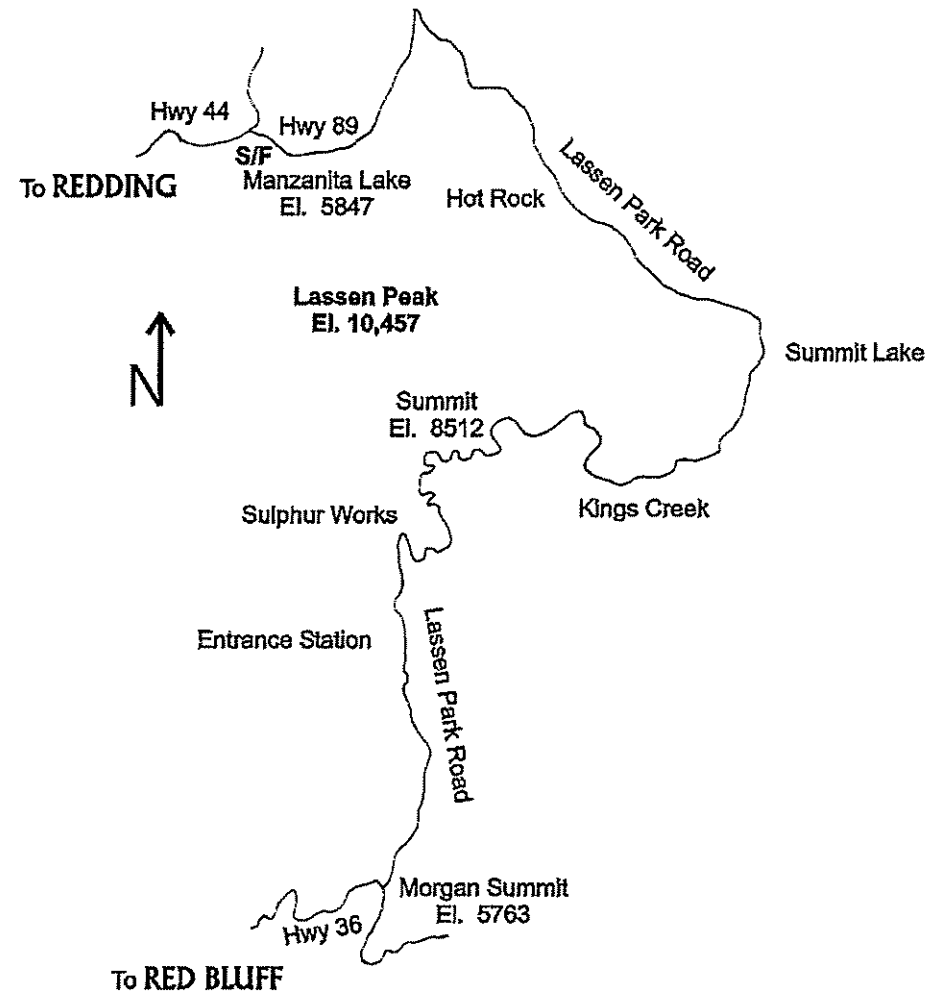 Hwy 44
Hwy 89
S/F
To REDDING
Manzanita Lake
El. 5847
Hot Rock
Lassen Park Road
Lassen Peak
El. 10,457
N
Summit Lake
Summit
El. 8512
Sulphur Works
Kings Creek
Entrance Station
Lassen Park Road
Morgan Summit
El. 5763
Hwy 36
To RED BLUFF